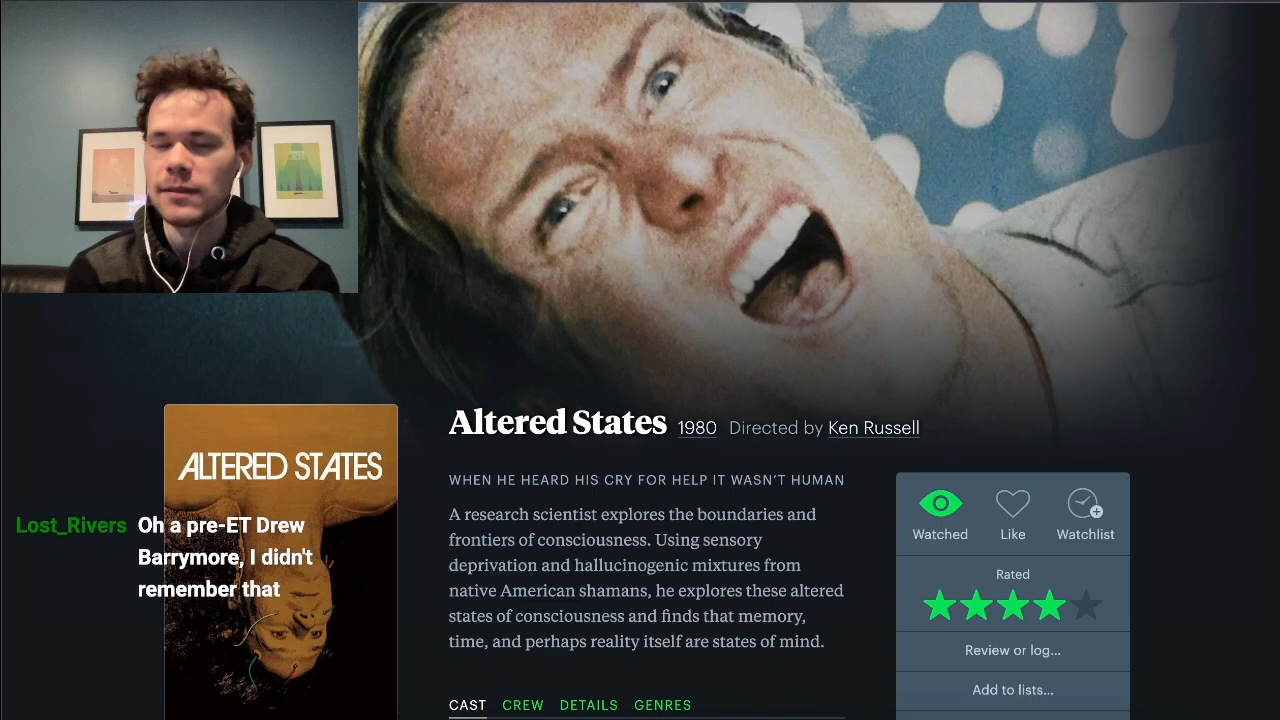 Altered States 1980 Directed by Ken Russell
WHEN HE HEARD HIS CRY FOR HELP IT WASN'T HUMAN
A research scientist explores the boundaries and
frontiers of consciousness. Using sensory
deprivation and hallucinogenic mixtures from
native American shamans, he explores these altered
states of consciousness and finds that memory,
time, and perhaps reality itself are states of mind.
CAST CREW DETAILS GENRES
Watched Like Watchlist
Rated
Review or log...
Add to lists...
ALTERED STATES
Lost_Rivers Oh a pre-ET Drew
Barrymore, I didn't
remember that